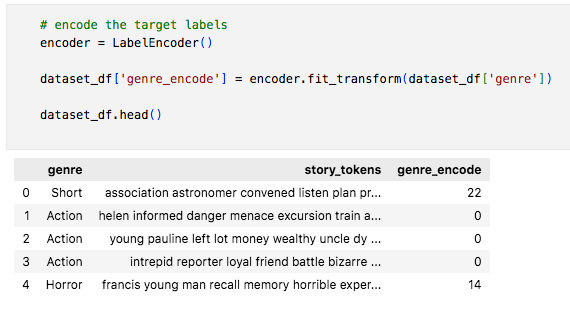 # encode the target labels
encoder = LabelEncoder()
dataset_df['genre_encode'] = encoder.fit_transform(dataset_df['genre'])
dataset_df.head()
genre story_tokens genre_encode
0 Short association astronomer convened listen plan pr... 22
1 Action helen informed danger menace excursion train a... 0
2 Action young pauline left lot money wealthy uncle dy ... 0
3 Action intrepid reporter loyal friend battle bizarre ... 0
4 Horror francis young man recall memory horrible exper... 14